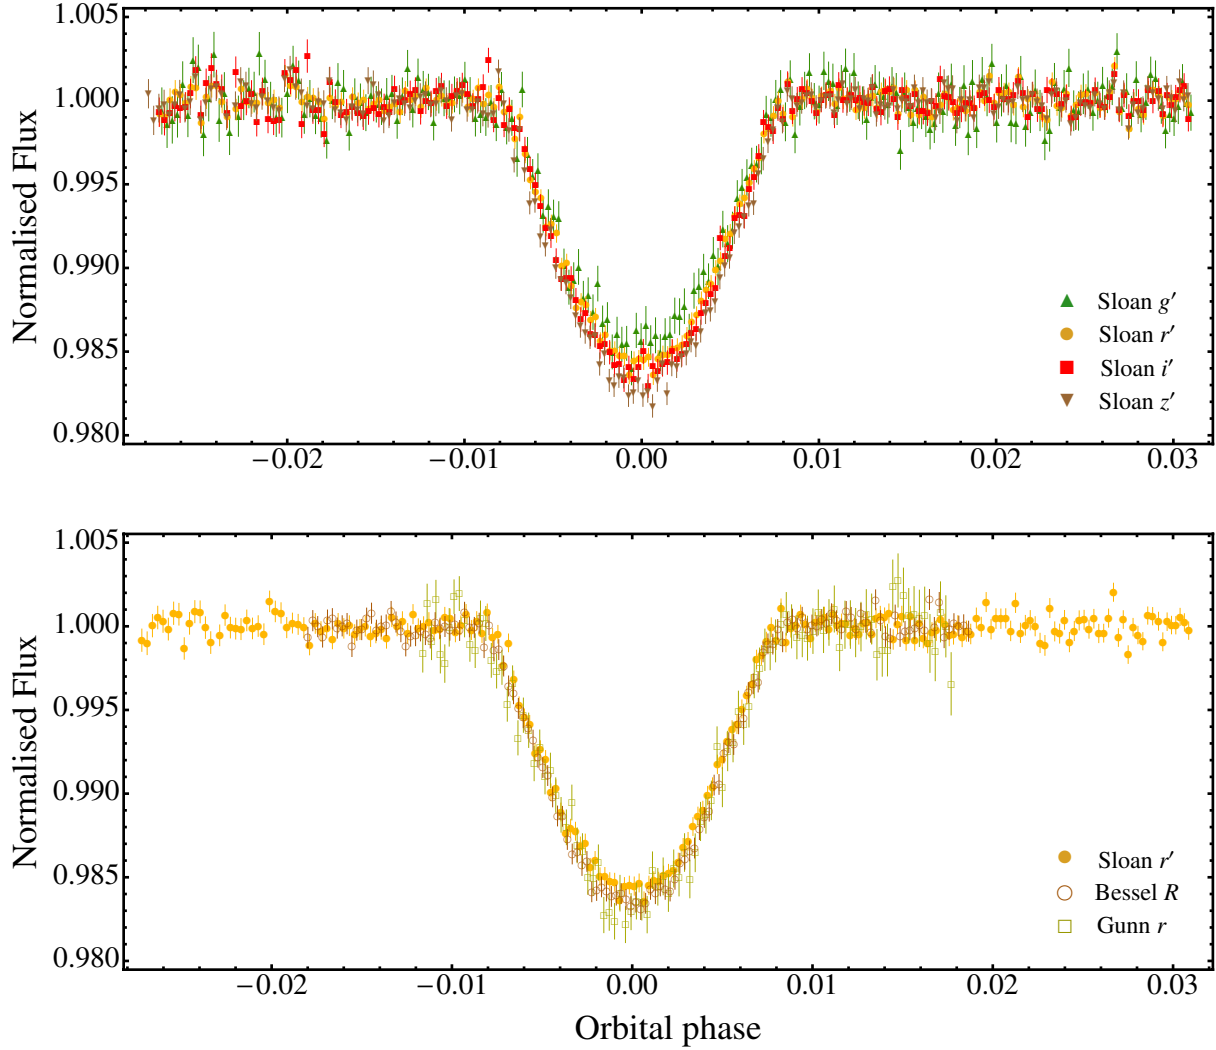 1.005
1.000
0.995
0.990
0.985
0.980
Normalised Flux
Sloan g′
Sloan r′
Sloan i′
Sloan z′
−0.02 −0.01 0.00 0.01 0.02 0.03
1.005
1.000
0.995
0.990
0.985
0.980
Normalised Flux
Sloan r′
Bessel R
Gunn r
−0.02 −0.01 0.00 0.01 0.02 0.03
Orbital phase